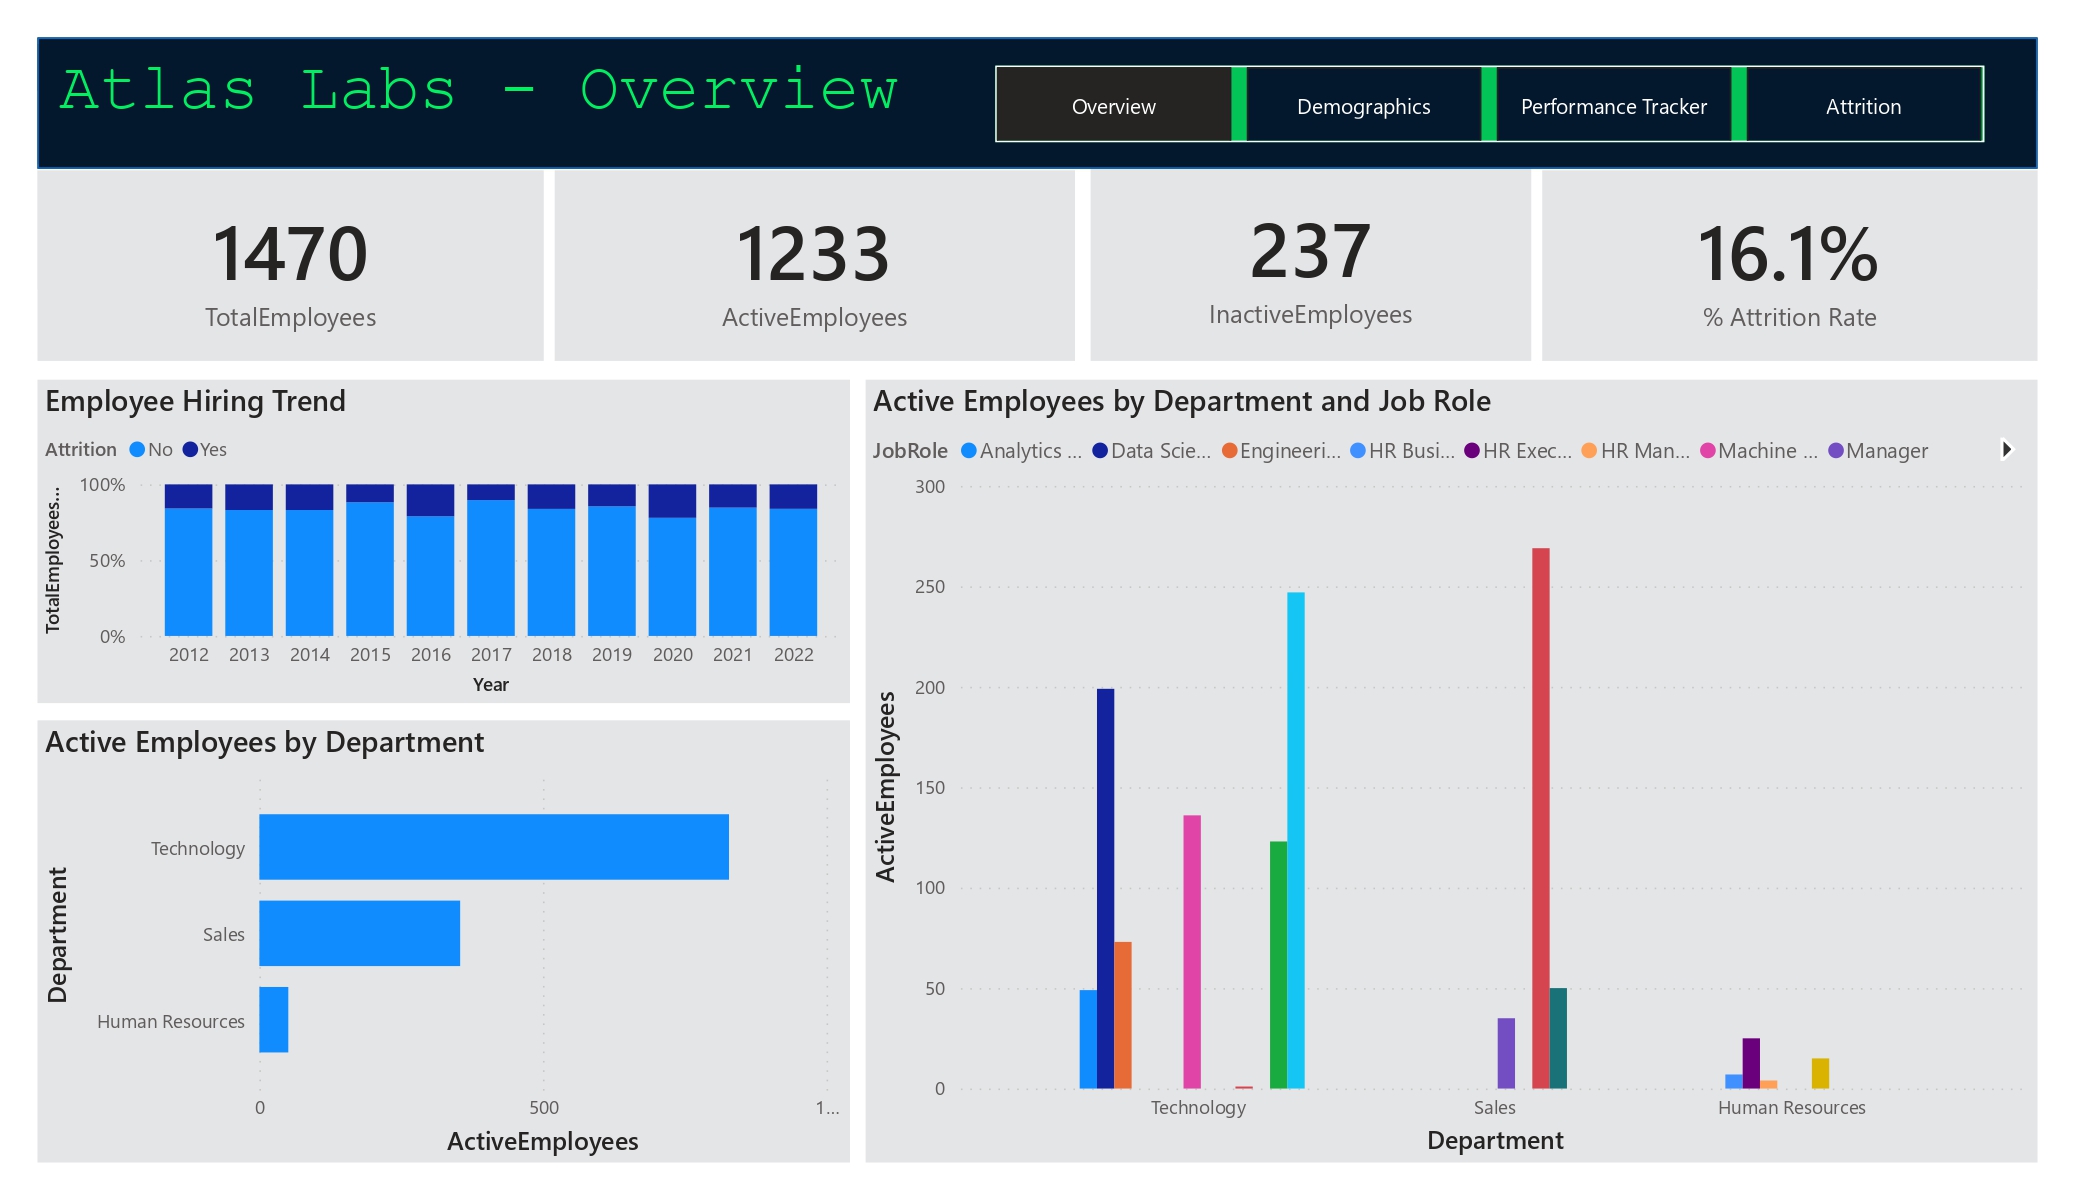 Atlas Labs - Overview
Overview
Demographics
Performance Tracker
Attrition
1470
TotalEmployees
1233
ActiveEmployees
237
InactiveEmployees
16.1%
% Attrition Rate
Employee Hiring Trend
Attrition No Yes
TotalEmployees...
100%
50%
0%
2012 2013 2014 2015 2016 2017 2018 2019 2020 2021 2022
Year
Active Employees by Department
Department
Technology
Sales
Human Resources
0 500 1...
ActiveEmployees
Active Employees by Department and Job Role
JobRole Analytics ... Data Scie... Engineeri... HR Busi... HR Exec... HR Man... Machine ... Manager
ActiveEmployees
300
250
200
150
100
50
0
Technology Sales Human Resources
Department